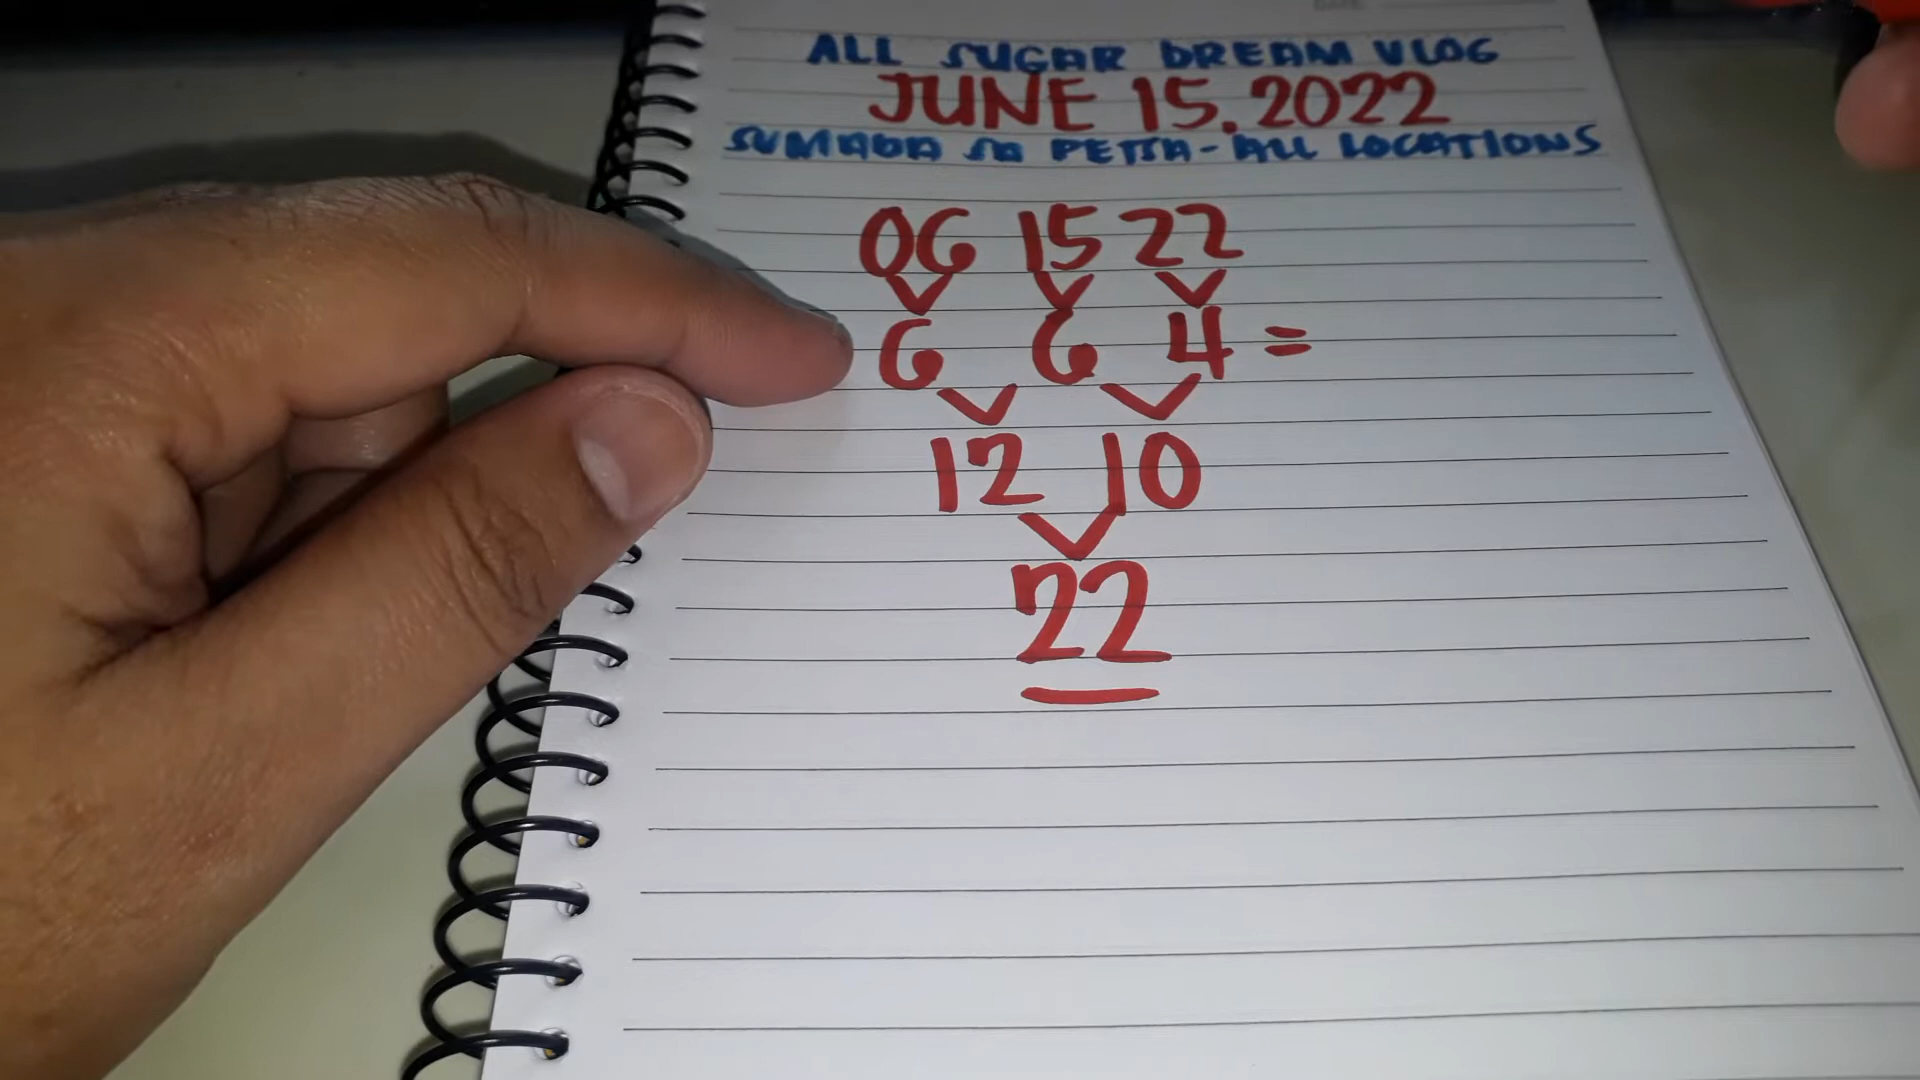 DATE
ALL SUGAR DREAM VLOG
JUNE 15.2022
SUMADA SA PETSA - ALL LOCATIONS
06 15 22
6 6 4 =
12 10
22